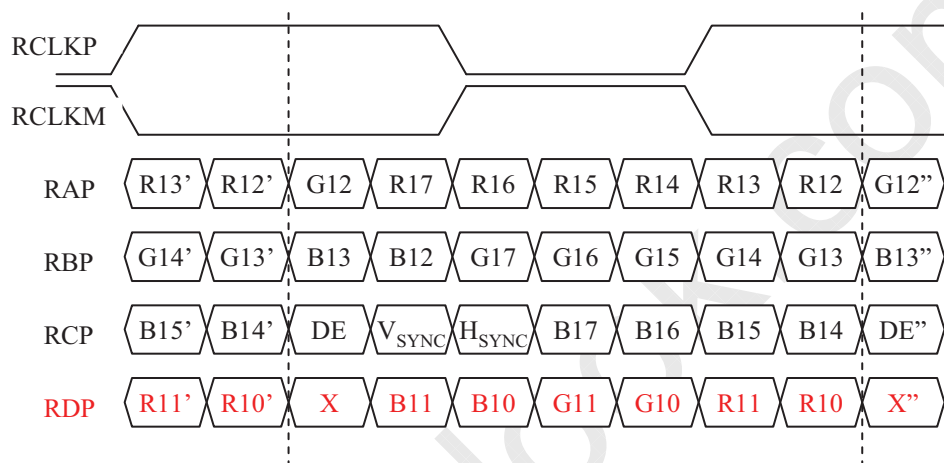 RCLKP
RCLKM
RAP R13’ R12’ G12 R17 R16 R15 R14 R13 R12 G12”
RBP G14’ G13’ B13 B12 G17 G16 G15 G14 G13 B13”
RCP B15’ B14’ DE VSYNC HSYNC B17 B16 B15 B14 DE”
RDP R11’ R10’ X B11 B10 G11 G10 R11 R10 X”